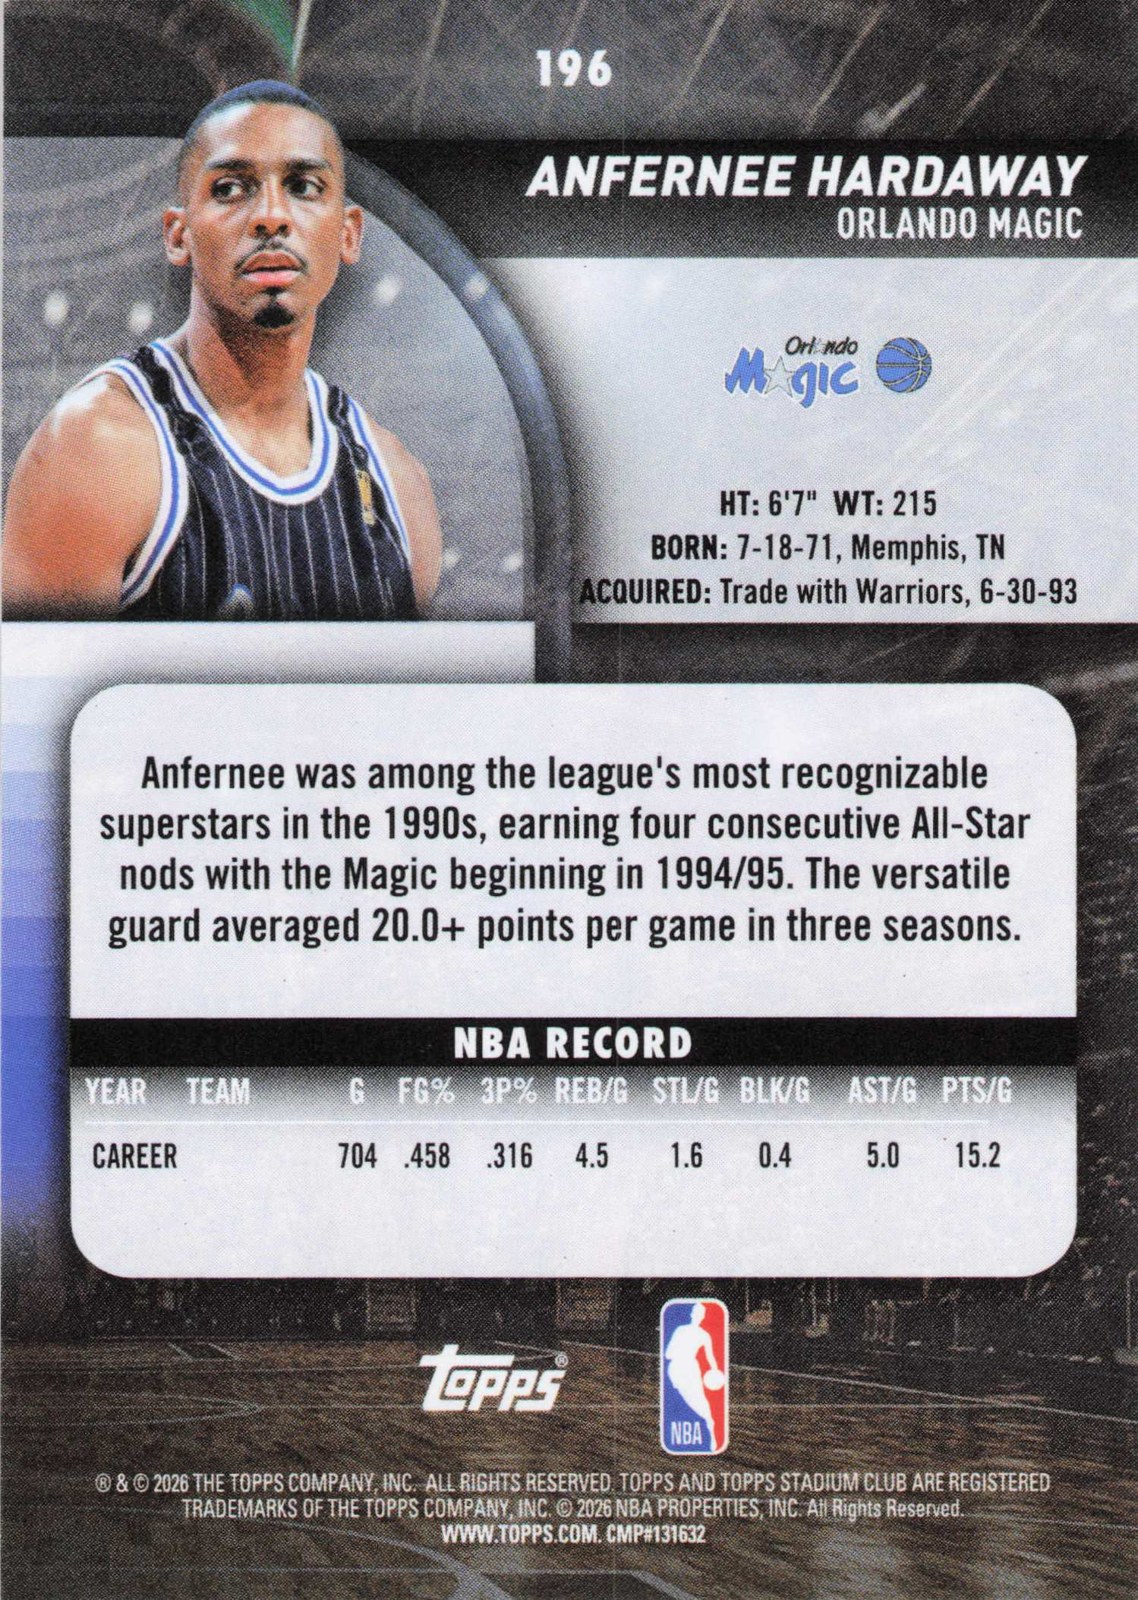 196
ANFERNEE HARDAWAY
ORLANDO MAGIC
Orlando
Magic
HT: 6'7" WT: 215
BORN: 7-18-71, Memphis, TN
ACQUIRED: Trade with Warriors, 6-30-93
Anfernee was among the league's most recognizable
superstars in the 1990s, earning four consecutive All-Star
nods with the Magic beginning in 1994/95. The versatile
guard averaged 20.0+ points per game in three seasons.
NBA RECORD
YEAR TEAM G FG% 3P% REB/G STL/G BLK/G AST/G PTS/G
CAREER 704 .458 .316 4.5 1.6 0.4 5.0 15.2
topps®
NBA
® & © 2026 THE TOPPS COMPANY, INC. ALL RIGHTS RESERVED. TOPPS AND TOPPS STADIUM CLUB ARE REGISTERED
TRADEMARKS OF THE TOPPS COMPANY, INC. © 2026 NBA PROPERTIES, INC. All Rights Reserved.
WWW.TOPPS.COM. CMP#131632